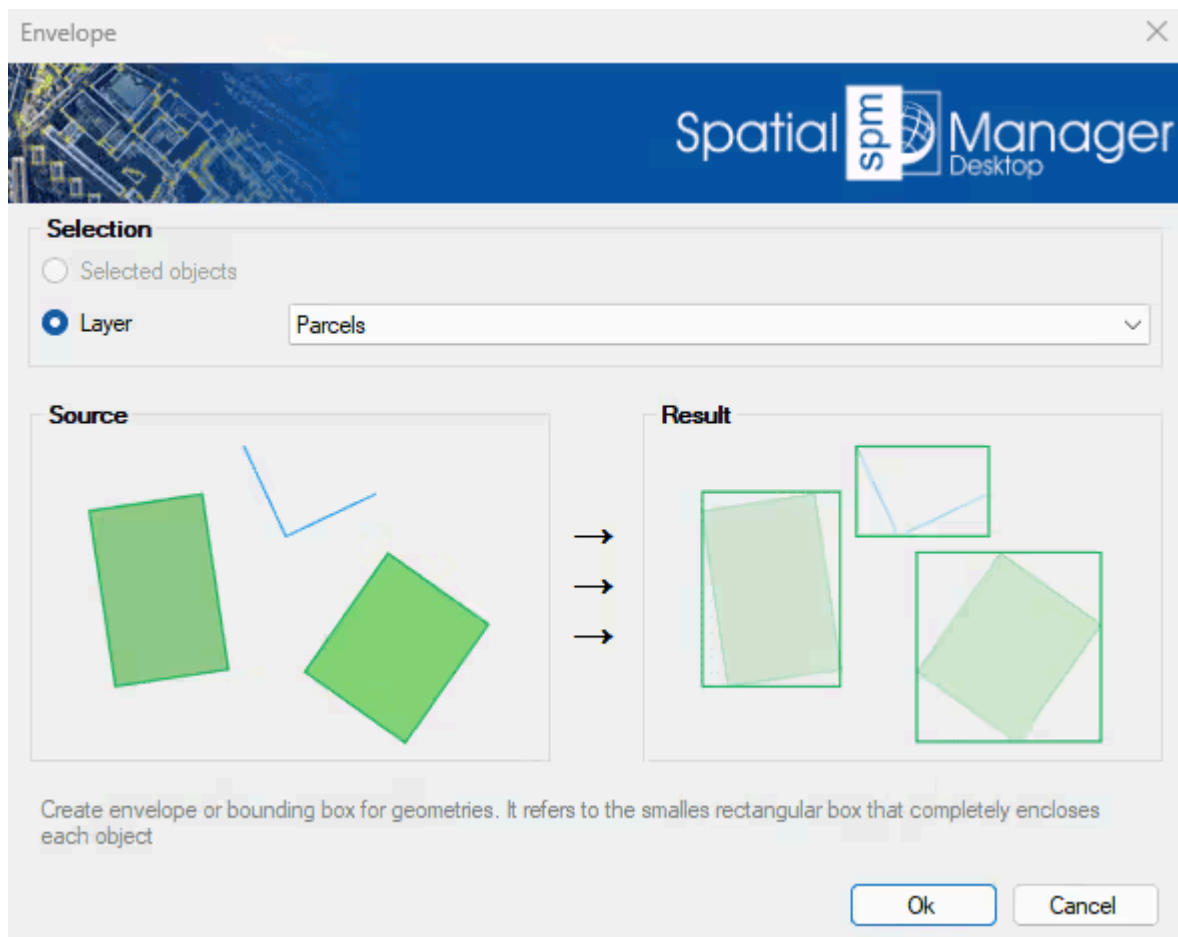 Envelope
Spatial spm Manager
Desktop
Selection
Selected objects
Layer
Parcels
Source
Result
Create envelope or bounding box for geometries. It refers to the smalles rectangular box that completely encloses
each object
Ok
Cancel